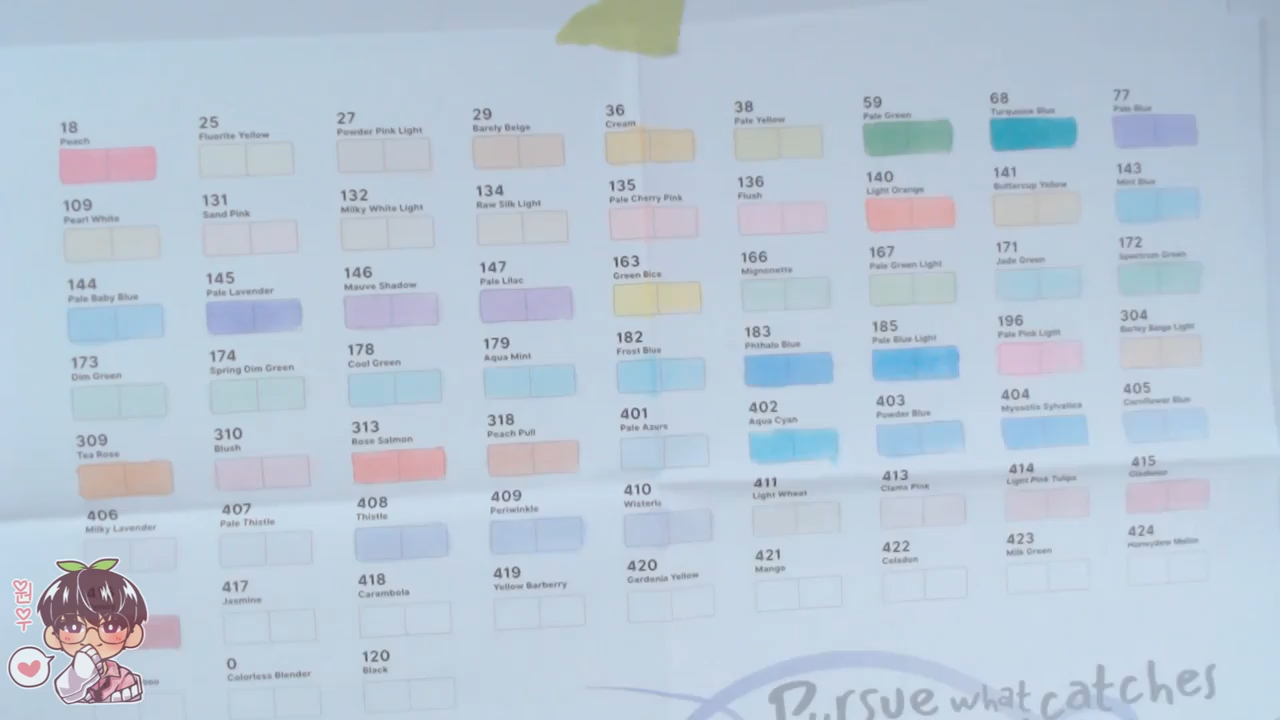 18
Peach
25
Fluorite Yellow
27
Powder Pink Light
29
Barely Beige
36
Cream
38
Pale Yellow
59
Pale Green
68
Turquoise Blue
77
Pale Blue
109
Pearl White
131
Sand Pink
132
Milky White Light
134
Raw Silk Light
135
Pale Cherry Pink
136
Flush
140
Light Orange
141
Buttercup Yellow
143
Mint Blue
144
Pale Baby Blue
145
Pale Lavender
146
Mauve Shadow
147
Pale Lilac
163
Green Bice
166
Mignonette
167
Pale Green Light
171
Jade Green
172
Spectrum Green
173
Dim Green
174
Spring Dim Green
178
Cool Green
179
Aqua Mint
182
Frost Blue
183
Phthalo Blue
185
Pale Blue Light
196
Pale Pink Light
304
Barley Beige Light
309
Tea Rose
310
Blush
313
Rose Salmon
318
Peach Pull
401
Pale Azure
402
Aqua Cyan
403
Powder Blue
404
Myosotis Sylvatica
405
Cornflower Blue
406
Milky Lavender
407
Pale Thistle
408
Thistle
409
Periwinkle
410
Wisteria
411
Light Wheat
413
Clams Pink
414
Light Pink Tulips
415
Gladiolus
417
Jasmine
418
Carambola
419
Yellow Barberry
420
Gardenia Yellow
421
Mango
422
Celadon
423
Milk Green
424
Honeydew Melon
0
Colorless Blender
120
Black
Pursue what catches
원